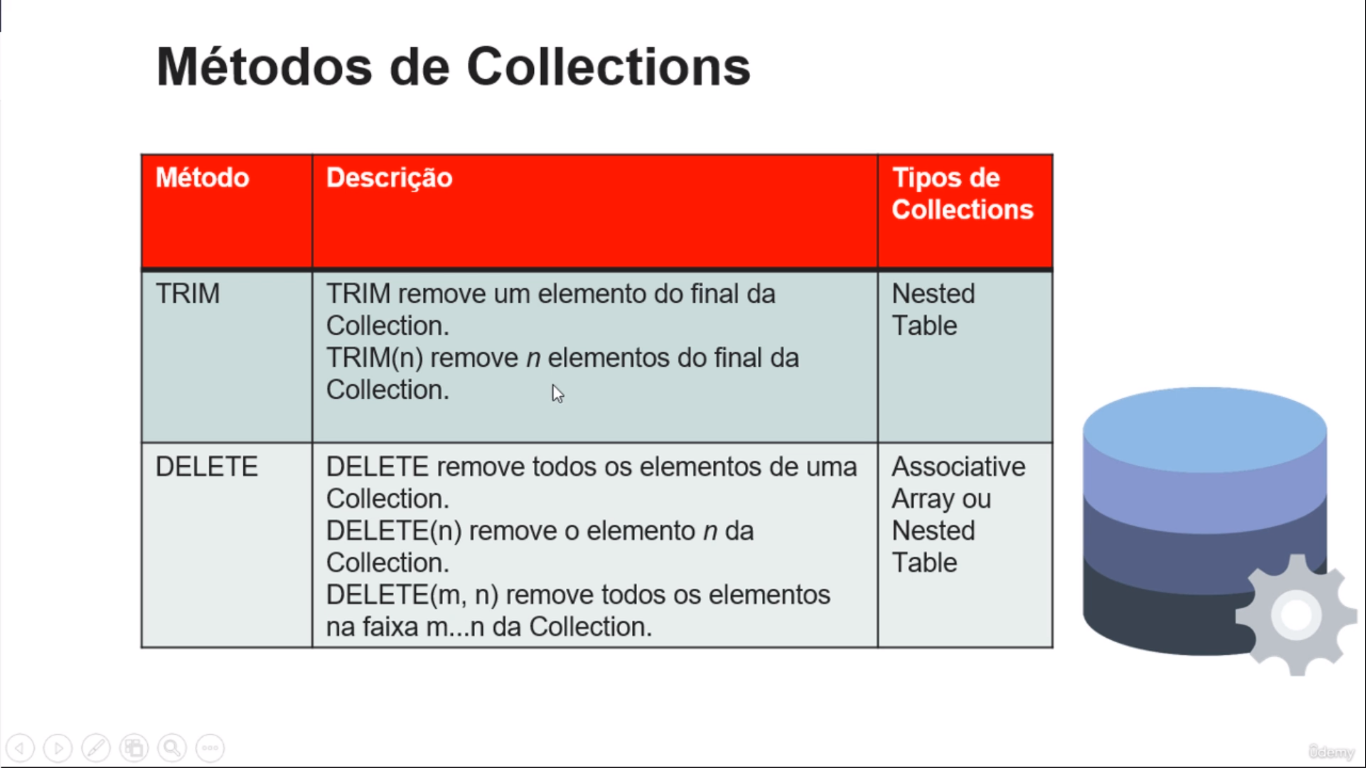 Métodos de Collections
Método
Descrição
Tipos de
Collections
TRIM
TRIM remove um elemento do final da
Collection.
TRIM(n) remove n elementos do final da
Collection.
Nested
Table
DELETE
DELETE remove todos os elementos de uma
Collection.
DELETE(n) remove o elemento n da
Collection.
DELETE(m, n) remove todos os elementos
na faixa m...n da Collection.
Associative
Array ou
Nested
Table
ûdemy